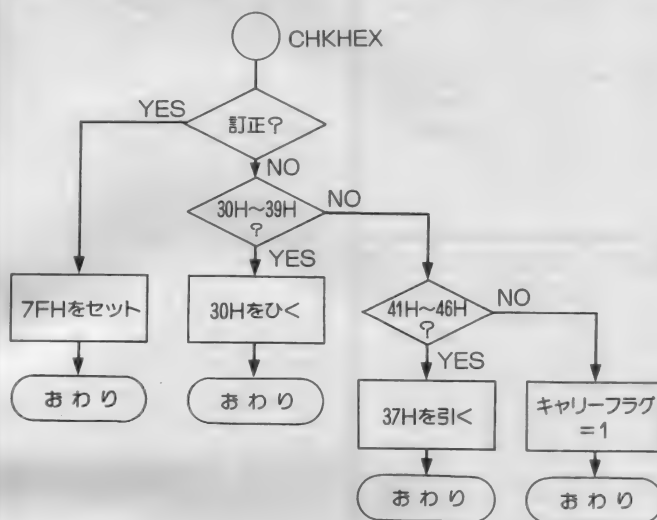 CHKHEX
YES
訂正?
NO
30H~39H
?
NO
YES
7FHをセット
30Hをひく
41H~46H
?
NO
YES
おわり
おわり
37Hを引く
キャリーフラグ
=1
おわり
おわり